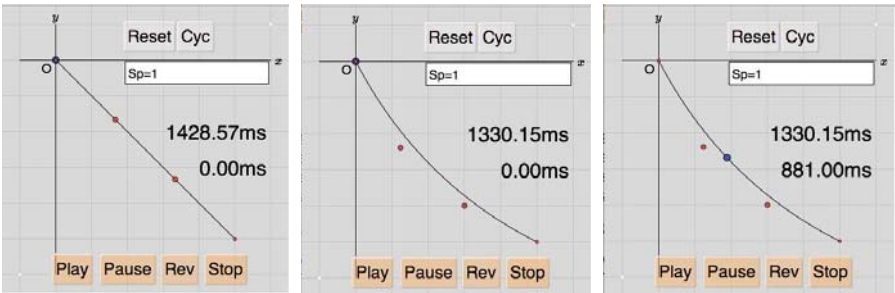 y
Reset Cyc
O x
Sp=1
1428.57ms
0.00ms
Play Pause Rev Stop
y
Reset Cyc
O x
Sp=1
1330.15ms
0.00ms
Play Pause Rev Stop
y
Reset Cyc
O x
Sp=1
1330.15ms
881.00ms
Play Pause Rev Stop